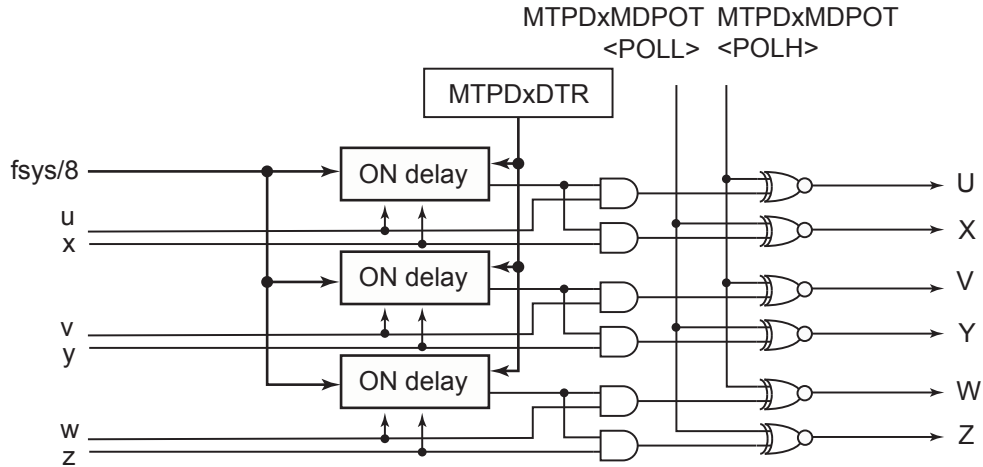 MTPDxMDPOT MTPDxMDPOT
<POLL> <POLH>
MTPDxDTR
fsys/8
ON delay
U
u
x
X
ON delay
V
v
y
Y
ON delay
W
w
z
Z